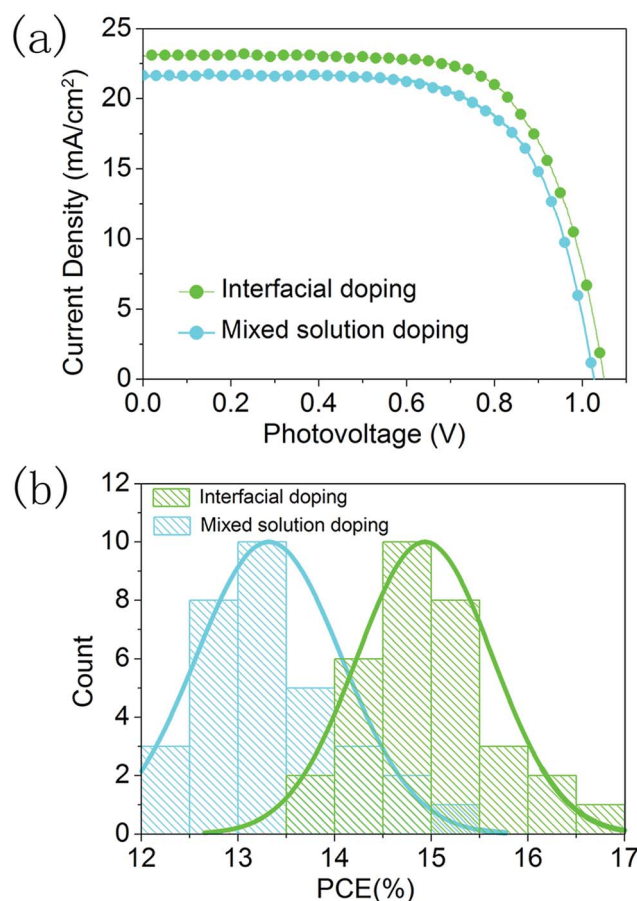 (a)
25
20
15
10
5
0
Current Density (mA/cm²)
Interfacial doping
Mixed solution doping
0.0 0.2 0.4 0.6 0.8 1.0
Photovoltage (V)
(b)
12
10
8
6
4
2
0
Count
Interfacial doping
Mixed solution doping
12 13 14 15 16 17
PCE(%)